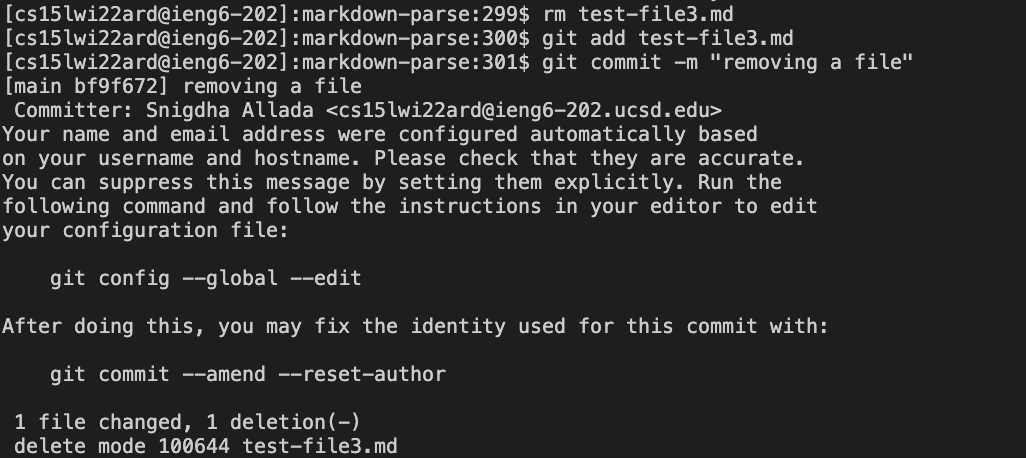 [cs15lwi22ard@ieng6-202]:markdown-parse:299$ rm test-file3.md
[cs15lwi22ard@ieng6-202]:markdown-parse:300$ git add test-file3.md
[cs15lwi22ard@ieng6-202]:markdown-parse:301$ git commit -m "removing a file"
[main bf9f672] removing a file
 Committer: Snigdha Allada <cs15lwi22ard@ieng6-202.ucsd.edu>
Your name and email address were configured automatically based
on your username and hostname. Please check that they are accurate.
You can suppress this message by setting them explicitly. Run the
following command and follow the instructions in your editor to edit
your configuration file:

    git config --global --edit

After doing this, you may fix the identity used for this commit with:

    git commit --amend --reset-author

 1 file changed, 1 deletion(-)
 delete mode 100644 test-file3.md